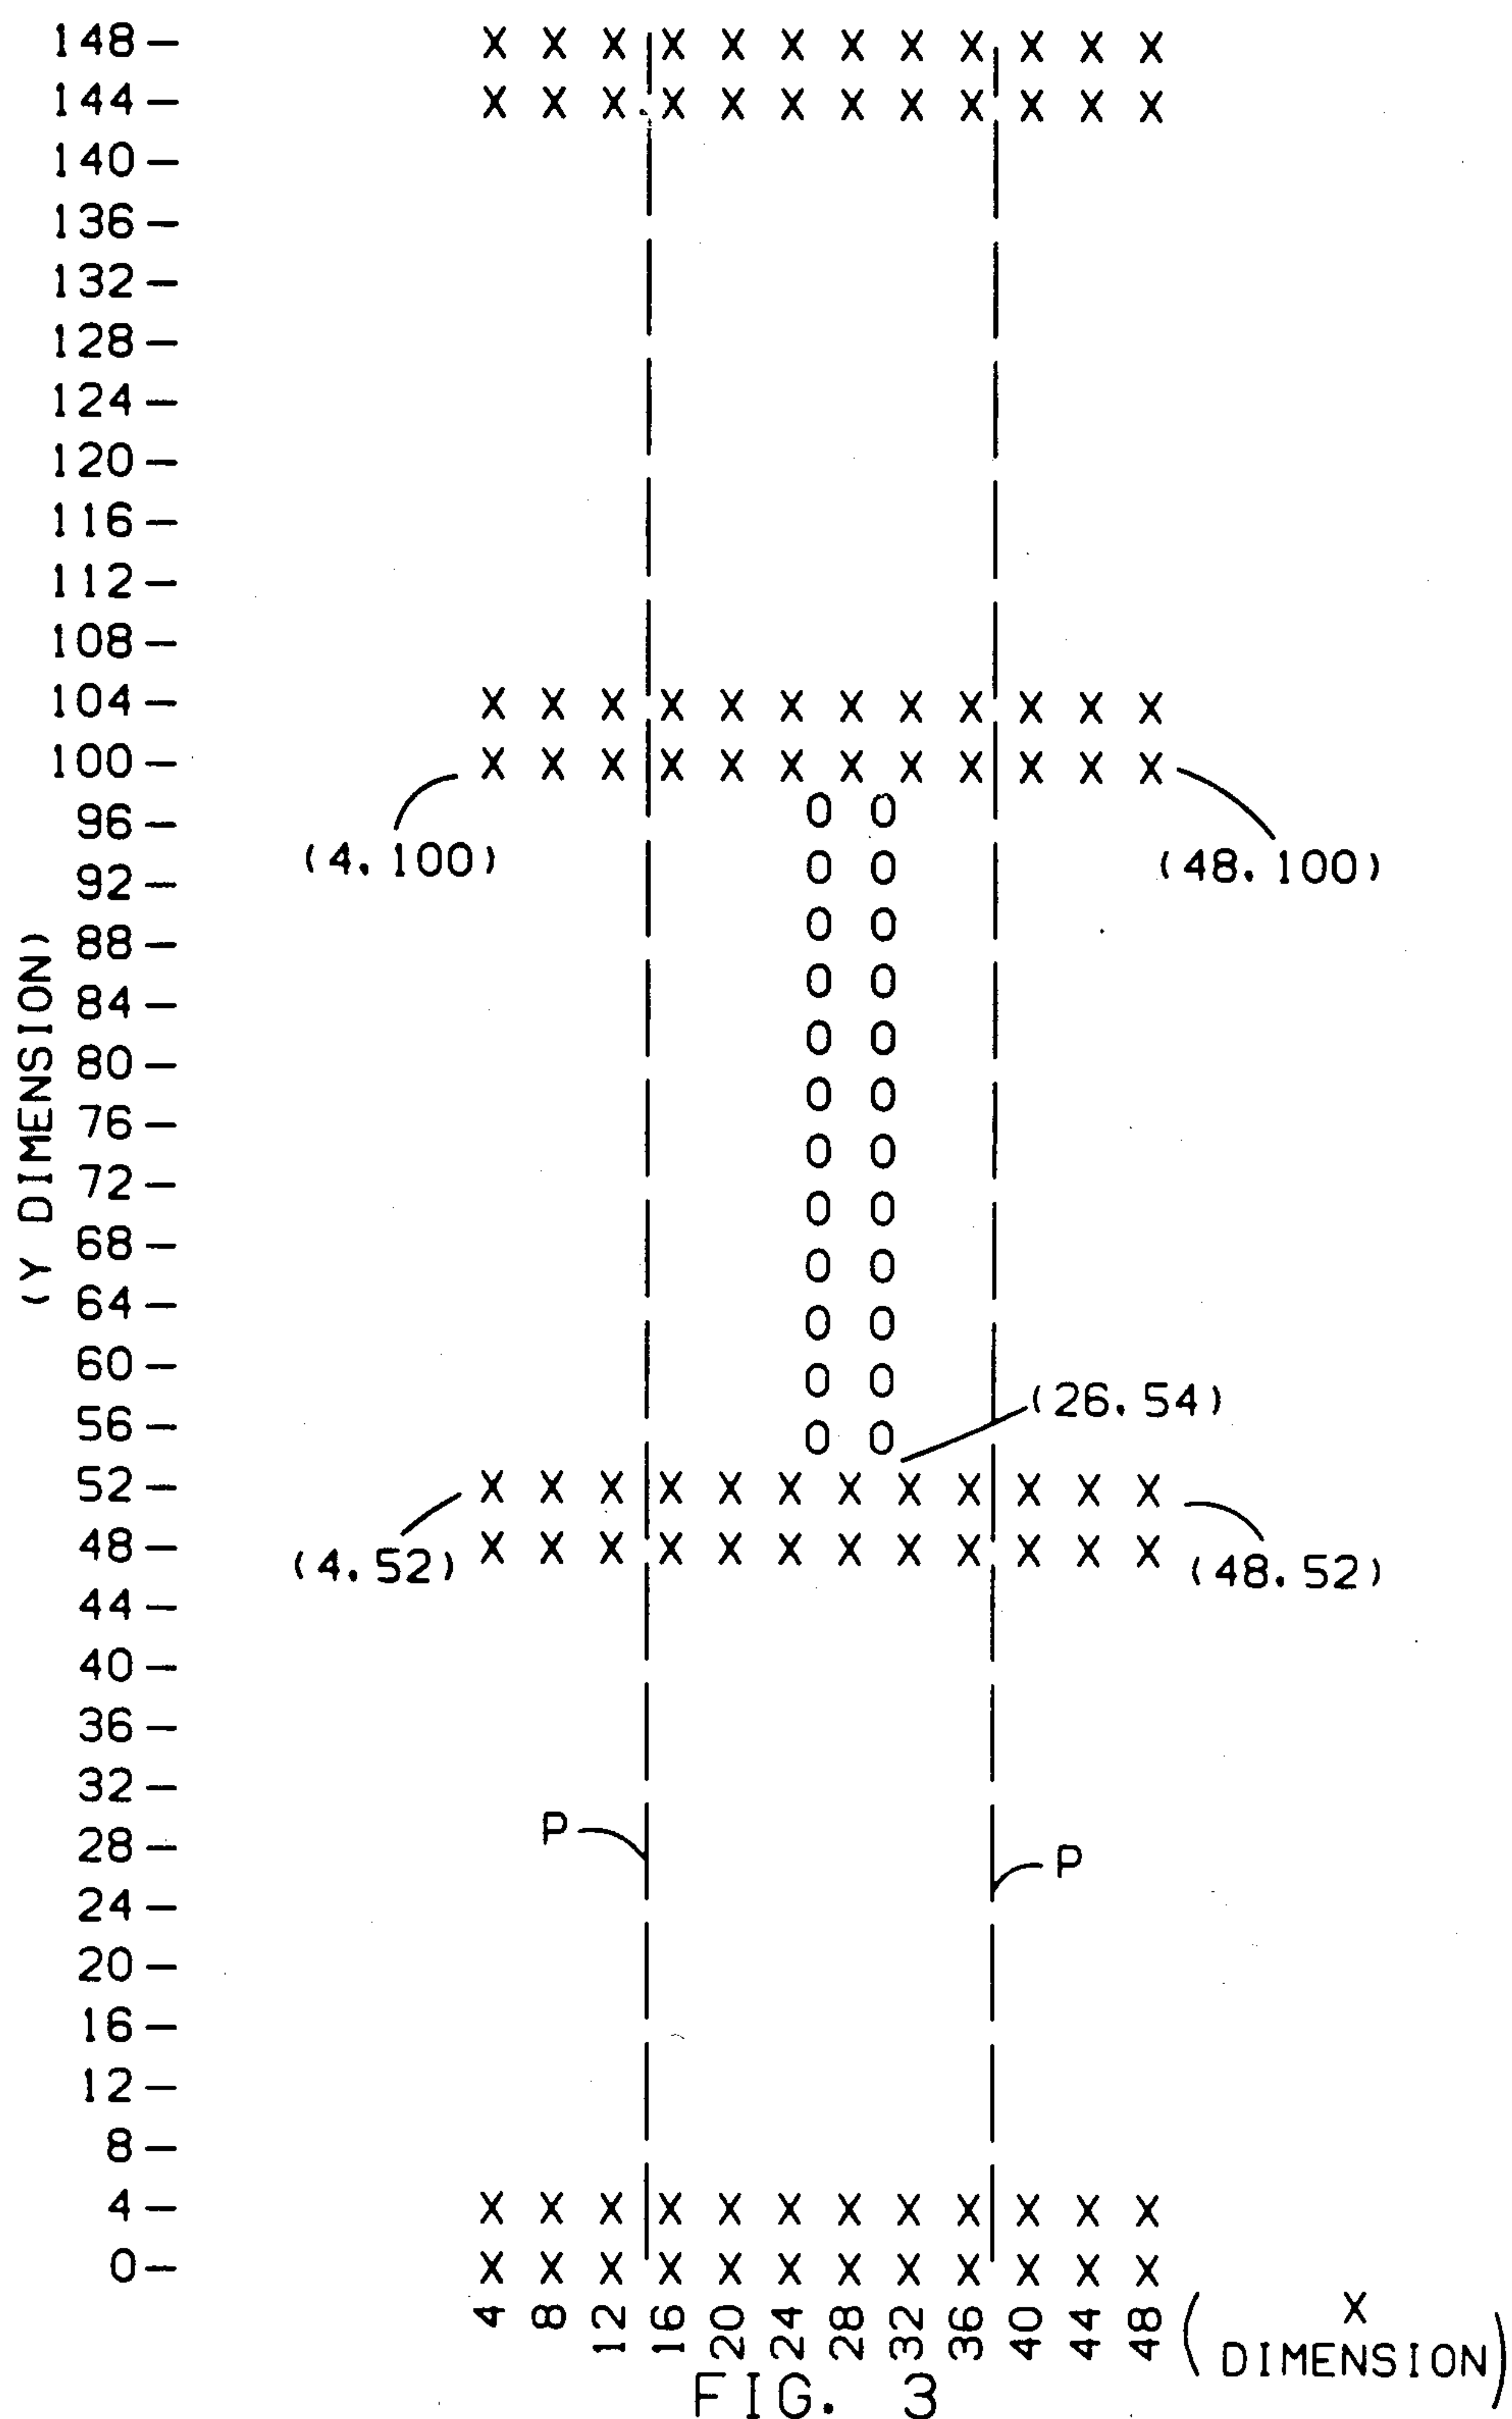 148— X X X X X X X X X X X X
144— X X X X X X X X X X X X
140—
136—
132—
128—
124—
120—
116—
112—
108—
104— X X X X X X X X X X X X
100— X X X X X X X X X X X X
96— O O
(4.100) (48.100)
92— O O
88— O O
84— O O
80— O O
76— O O
72— O O
68— O O
64— O O
60— O O
56— O O
(Y DIMENSION)
O O
(26.54)
52— X X X X X X X X X X X X
48— X X X X X X X X X X X X
(4.52) (48.52)
44—
40—
36—
32—
28—
P P
24—
20—
16—
12—
8—
4— X X X X X X X X X X X X
0— X X X X X X X X X X X X
4 8 12 16 20 24 28 32 36 40 44 48 (X DIMENSION)
FIG. 3